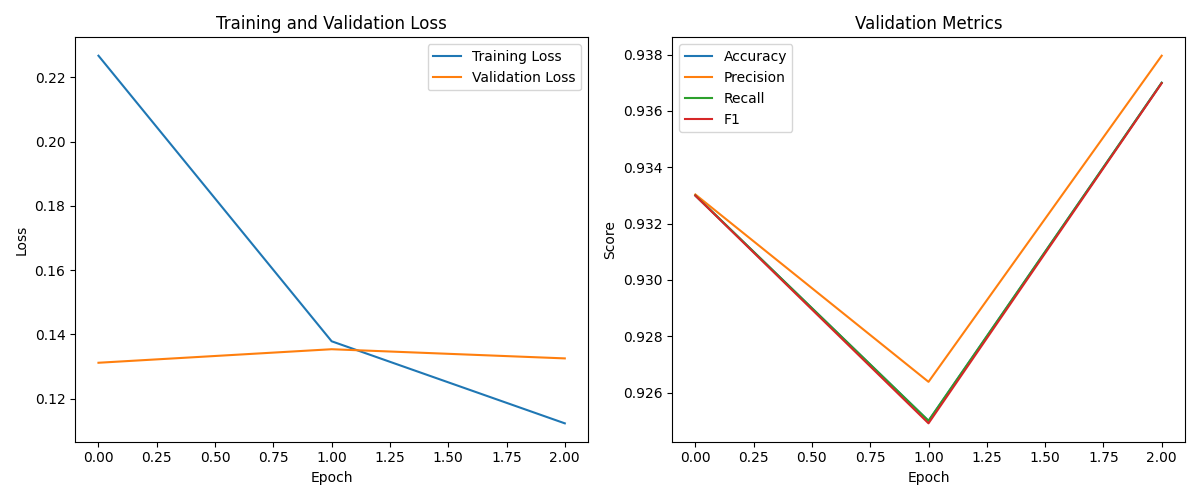 Training and Validation Loss
Training Loss
Validation Loss
Loss
0.22
0.20
0.18
0.16
0.14
0.12
0.00 0.25 0.50 0.75 1.00 1.25 1.50 1.75 2.00
Epoch
Validation Metrics
Accuracy
Precision
Recall
F1
Score
0.938
0.936
0.934
0.932
0.930
0.928
0.926
0.00 0.25 0.50 0.75 1.00 1.25 1.50 1.75 2.00
Epoch